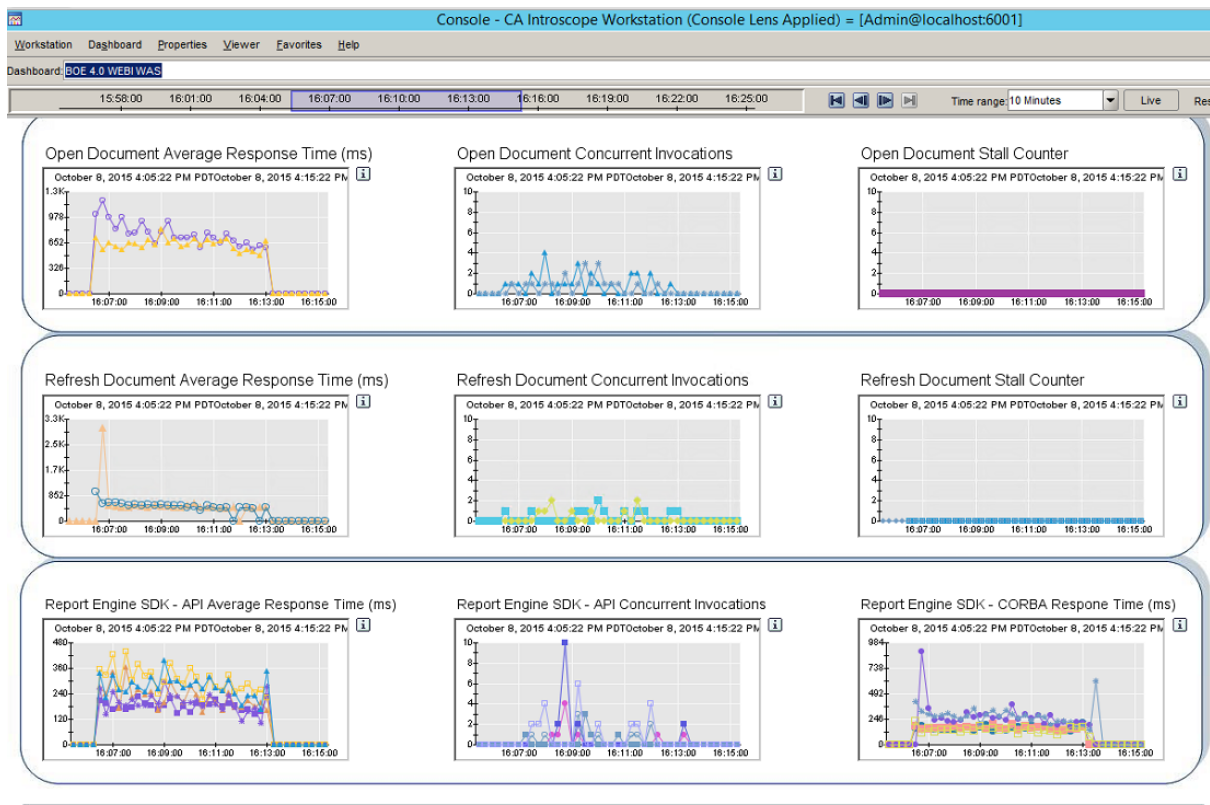 Console - CA Introscope Workstation (Console Lens Applied) = [Admin@localhost:6001]
Workstation Dashboard Properties Viewer Favorites Help
Dashboard: BOE 4.0 WEBI WAS
15:58:00 16:01:00 16:04:00 16:07:00 16:10:00 16:13:00 16:16:00 16:19:00 16:22:00 16:25:00 Time range: 10 Minutes Live Res
Open Document Average Response Time (ms) Open Document Concurrent Invocations Open Document Stall Counter
October 8, 2015 4:05:22 PM PDTOctober 8, 2015 4:15:22 PM October 8, 2015 4:05:22 PM PDTOctober 8, 2015 4:15:22 PM October 8, 2015 4:05:22 PM PDTOctober 8, 2015 4:15:22 PM
1.3K 10 10
978 8 8
6 6
652 4 4
326 2 2
0 0 0
16:07:00 16:09:00 16:11:00 16:13:00 16:15:00 16:07:00 16:09:00 16:11:00 16:13:00 16:15:00 16:07:00 16:09:00 16:11:00 16:13:00 16:15:00
Refresh Document Average Response Time (ms) Refresh Document Concurrent Invocations Refresh Document Stall Counter
October 8, 2015 4:05:22 PM PDTOctober 8, 2015 4:15:22 PM October 8, 2015 4:05:22 PM PDTOctober 8, 2015 4:15:22 PM October 8, 2015 4:05:22 PM PDTOctober 8, 2015 4:15:22 PM
3.3K 10 10
2.5K 8 8
6 6
1.7K 4 4
852 2 2
0 0 0
16:07:00 16:09:00 16:11:00 16:13:00 16:15:00 16:07:00 16:09:00 16:11:00 16:13:00 16:15:00 16:07:00 16:09:00 16:11:00 16:13:00 16:15:00
Report Engine SDK - API Average Response Time (ms) Report Engine SDK - API Concurrent Invocations Report Engine SDK - CORBA Respone Time (ms)
October 8, 2015 4:05:22 PM PDTOctober 8, 2015 4:15:22 PM October 8, 2015 4:05:22 PM PDTOctober 8, 2015 4:15:22 PM October 8, 2015 4:05:22 PM PDTOctober 8, 2015 4:15:22 PM
480 10 984
360 8 738
6
240 4 492
120 2 246
0 0 0
16:07:00 16:09:00 16:11:00 16:13:00 16:15:00 16:07:00 16:09:00 16:11:00 16:13:00 16:15:00 16:07:00 16:09:00 16:11:00 16:13:00 16:15:00